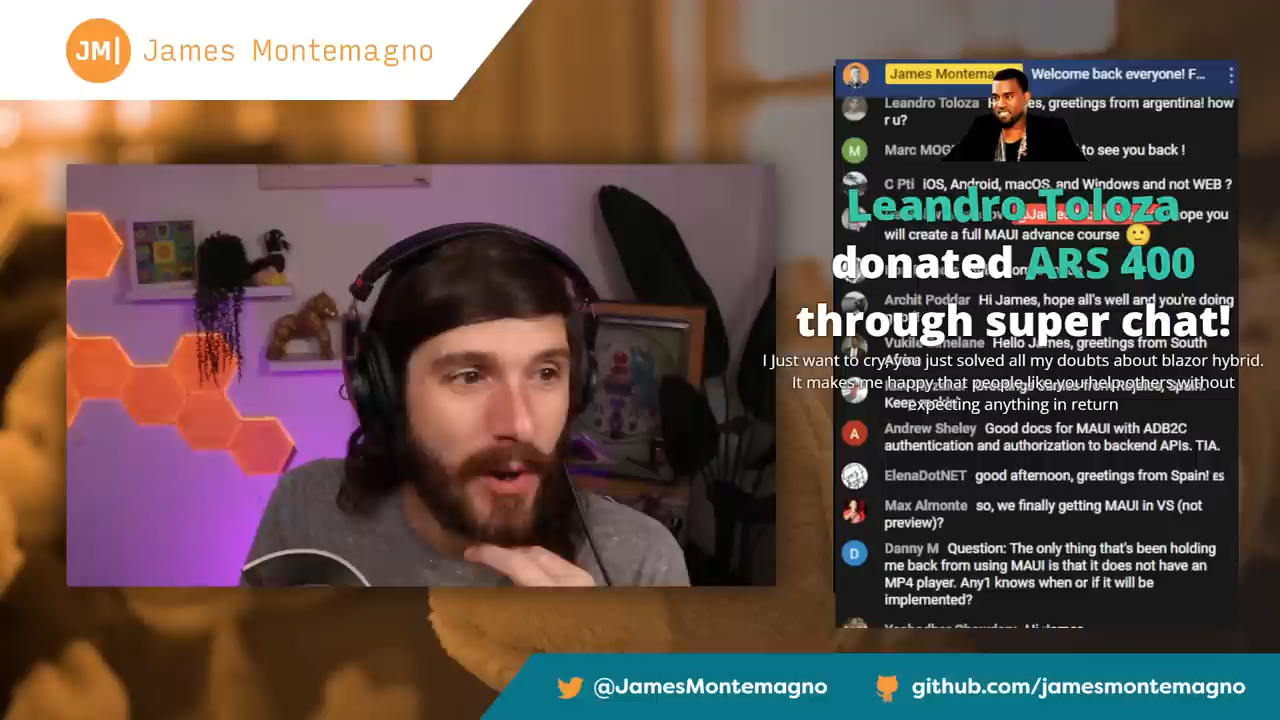 JM|
James Montemagno
James Montema
Welcome back everyone! F...
Leandro Toloza es, greetings from argentina! how
r u?
Marc MOG to see you back !
C Pti iOS, Android, macOS, and Windows and not WEB ?
ope you
will create a full MAUI advance course
Leandro Toloza
donated ARS 400
through super chat!
I Just want to cry, you just solved all my doubts about blazor hybrid.
It makes me happy that people like you help others without
expecting anything in return
Archit Poddar Hi James, hope all's well and you're doing
Hello James, greetings from South
Keep
Andrew Sheley Good docs for MAUI with ADB2C
authentication and authorization to backend APIs. TIA.
ElenaDotNET good afternoon, greetings from Spain! ES
Max Almonte so, we finally getting MAUI in VS (not
preview)?
Danny M Question: The only thing that's been holding
me back from using MAUI is that it does not have an
MP4 player. Any1 knows when or if it will be
implemented?
@JamesMontemagno
github.com/jamesmontemagno